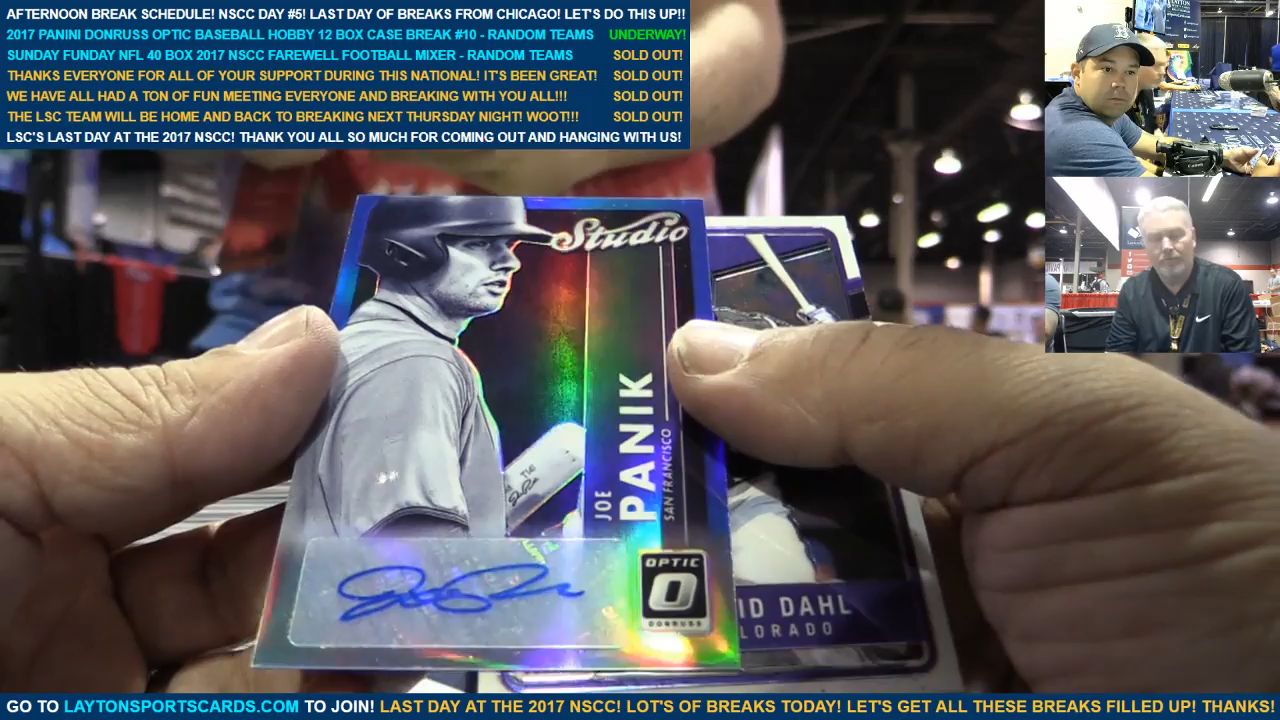 AFTERNOON BREAK SCHEDULE! NSCC DAY #5! LAST DAY OF BREAKS FROM CHICAGO! LET'S DO THIS UP!!
2017 PANINI DONRUSS OPTIC BASEBALL HOBBY 12 BOX CASE BREAK #10 - RANDOM TEAMS UNDERWAY!
SUNDAY FUNDAY NFL 40 BOX 2017 NSCC FAREWELL FOOTBALL MIXER - RANDOM TEAMS SOLD OUT!
THANKS EVERYONE FOR ALL OF YOUR SUPPORT DURING THIS NATIONAL! IT'S BEEN GREAT! SOLD OUT!
WE HAVE ALL HAD A TON OF FUN MEETING EVERYONE AND BREAKING WITH YOU ALL!!! SOLD OUT!
THE LSC TEAM WILL BE HOME AND BACK TO BREAKING NEXT THURSDAY NIGHT! WOOT!!! SOLD OUT!
LSC'S LAST DAY AT THE 2017 NSCC! THANK YOU ALL SO MUCH FOR COMING OUT AND HANGING WITH US!
Studio
JOE
PANIK
SAN FRANCISCO
OPTIC
O
DONRUSS
ID DAHL
LORADO
GO TO LAYTONSPORTSCARDS.COM TO JOIN! LAST DAY AT THE 2017 NSCC! LOT'S OF BREAKS TODAY! LET'S GET ALL THESE BREAKS FILLED UP! THANKS!